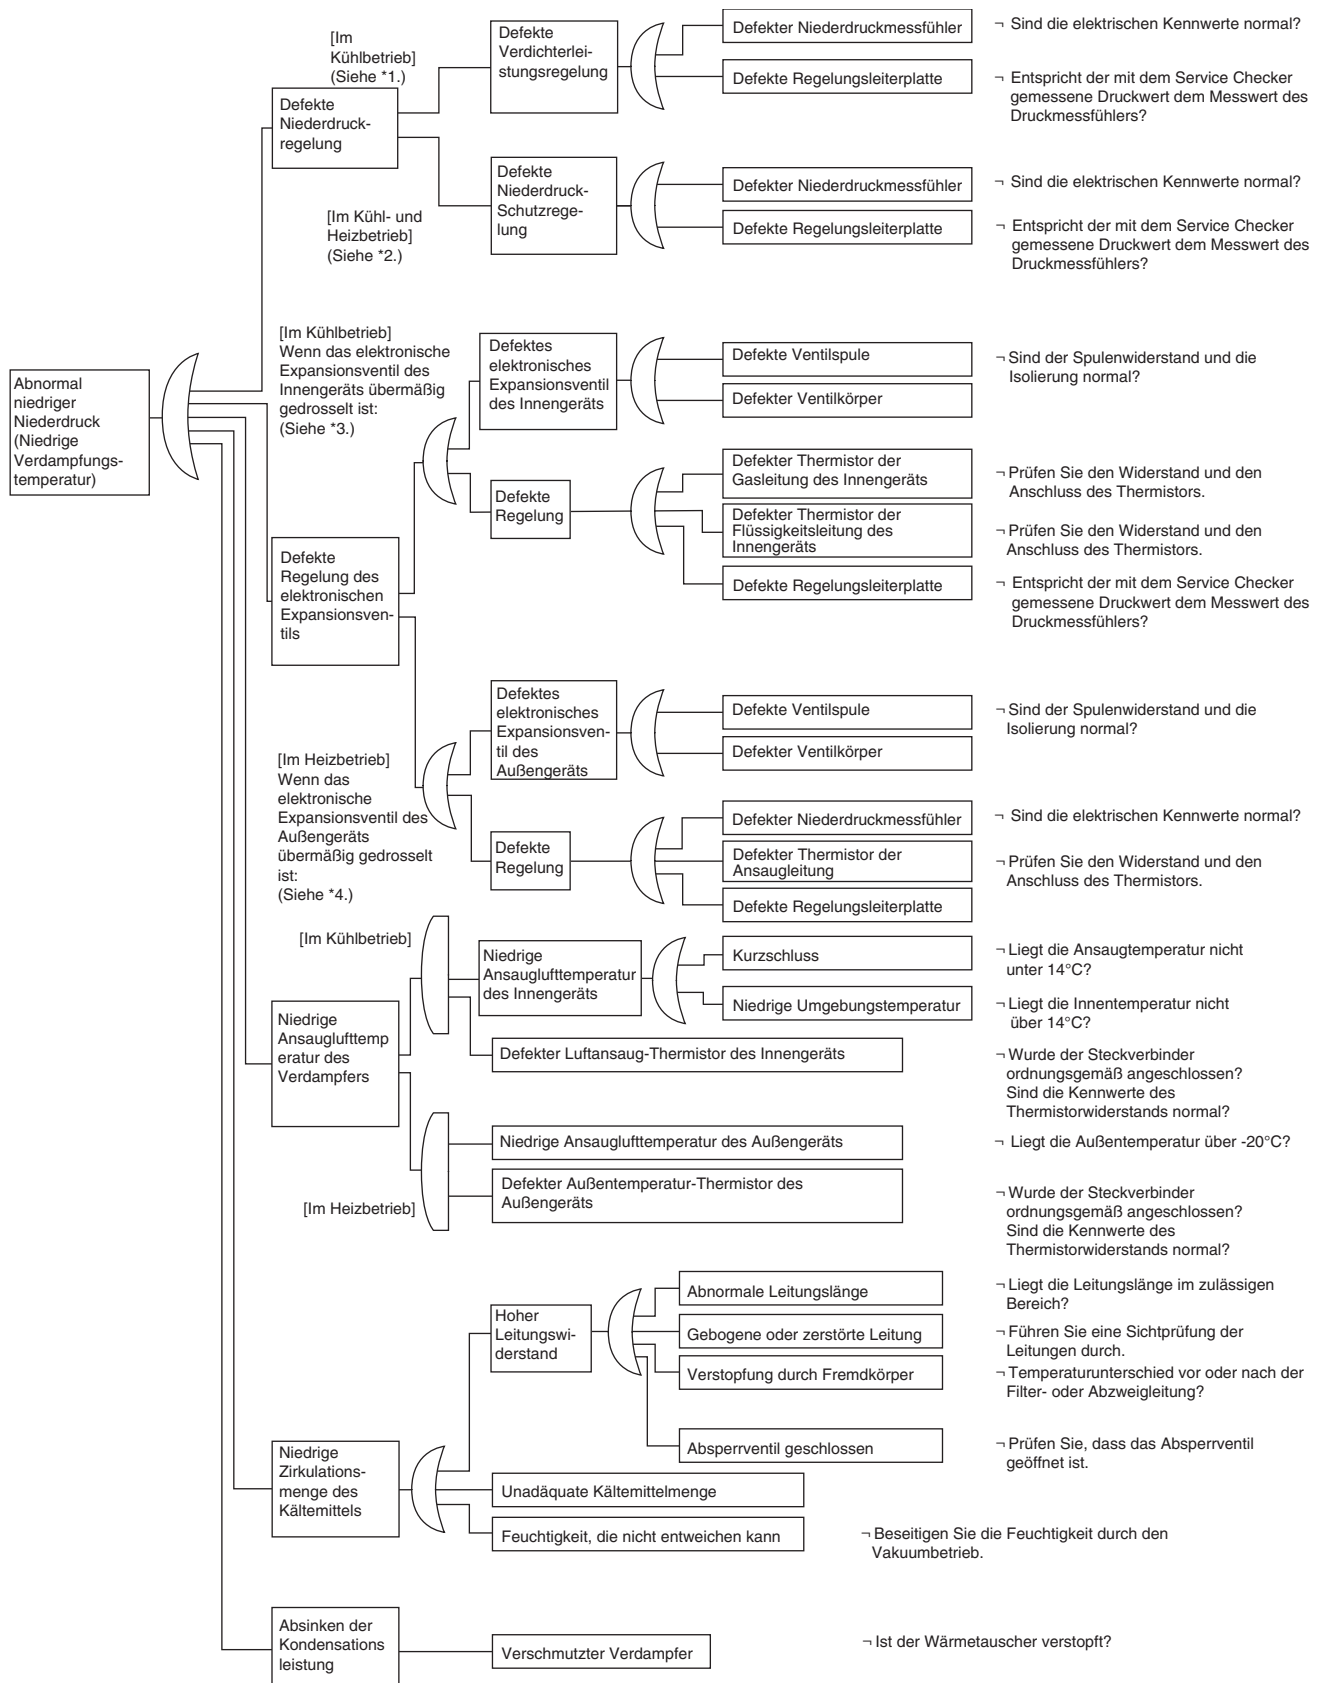 [Im
Kühlbetrieb]
(Siehe *1.)
Defekte
Verdichterlei-
stungsregelung
Defekter Niederdruckmessfühler
¬ Sind die elektrischen Kennwerte normal?
Defekte Regelungsleiterplatte
¬ Entspricht der mit dem Service Checker
gemessene Druckwert dem Messwert des
Druckmessfühlers?
Defekte
Niederdruck-
regelung
[Im Kühl- und
Heizbetrieb]
(Siehe *2.)
Defekte
Niederdruck-
Schutzrege-
lung
Defekter Niederdruckmessfühler
¬ Sind die elektrischen Kennwerte normal?
Defekte Regelungsleiterplatte
¬ Entspricht der mit dem Service Checker
gemessene Druckwert dem Messwert des
Druckmessfühlers?
Abnormal
niedriger
Niederdruck
(Niedrige
Verdampfungs-
temperatur)
[Im Kühlbetrieb]
Wenn das elektronische
Expansionsventil des
Innengeräts übermäßig
gedrosselt ist:
(Siehe *3.)
Defektes
elektronisches
Expansionsventil
des Innengeräts
Defekte Ventilspule
¬ Sind der Spulenwiderstand und die
Isolierung normal?
Defekter Ventilkörper
Defekte
Regelung
Defekter Thermistor der
Gasleitung des Innengeräts
¬ Prüfen Sie den Widerstand und den
Anschluss des Thermistors.
Defekter Thermistor der
Flüssigkeitsleitung des
Innengeräts
¬ Prüfen Sie den Widerstand und den
Anschluss des Thermistors.
Defekte Regelungsleiterplatte
¬ Entspricht der mit dem Service Checker
gemessene Druckwert dem Messwert des
Druckmessfühlers?
Defekte
Regelung des
elektronischen
Expansionsven-
tils
[Im Heizbetrieb]
Wenn das
elektronische
Expansionsventil des
Außengeräts
übermäßig gedrosselt
ist:
(Siehe *4.)
Defektes
elektronisches
Expansionsven-
til des
Außengeräts
Defekte Ventilspule
¬ Sind der Spulenwiderstand und die
Isolierung normal?
Defekter Ventilkörper
Defekte
Regelung
Defekter Niederdruckmessfühler
¬ Sind die elektrischen Kennwerte normal?
Defekter Thermistor der
Ansaugleitung
¬ Prüfen Sie den Widerstand und den
Anschluss des Thermistors.
Defekte Regelungsleiterplatte
[Im Kühlbetrieb]
Niedrige
Ansauglufttemperatur
des Innengeräts
Kurzschluss
¬ Liegt die Ansaugtemperatur nicht
unter 14°C?
Niedrige Umgebungstemperatur
¬ Liegt die Innentemperatur nicht
über 14°C?
Niedrige
Ansauglufttemp
eratur des
Verdampfers
Defekter Luftansaug-Thermistor des Innengeräts
¬ Wurde der Steckverbinder
ordnungsgemäß angeschlossen?
Sind die Kennwerte des
Thermistorwiderstands normal?
[Im Heizbetrieb]
Niedrige Ansauglufttemperatur des Außengeräts
¬ Liegt die Außentemperatur über -20°C?
Defekter Außentemperatur-Thermistor des
Außengeräts
¬ Wurde der Steckverbinder
ordnungsgemäß angeschlossen?
Sind die Kennwerte des
Thermistorwiderstands normal?
Hoher
Leitungswi-
derstand
Abnormale Leitungslänge
¬ Liegt die Leitungslänge im zulässigen
Bereich?
Gebogene oder zerstörte Leitung
¬ Führen Sie eine Sichtprüfung der
Leitungen durch.
Verstopfung durch Fremdkörper
¬ Temperaturunterschied vor oder nach der
Filter- oder Abzweigleitung?
Absperrventil geschlossen
¬ Prüfen Sie, dass das Absperrventil
geöffnet ist.
Niedrige
Zirkulations-
menge des
Kältemittels
Unadäquate Kältemittelmenge
Feuchtigkeit, die nicht entweichen kann
¬ Beseitigen Sie die Feuchtigkeit durch den
Vakuumbetrieb.
Absinken der
Kondensations
leistung
Verschmutzter Verdampfer
¬ Ist der Wärmetauscher verstopft?